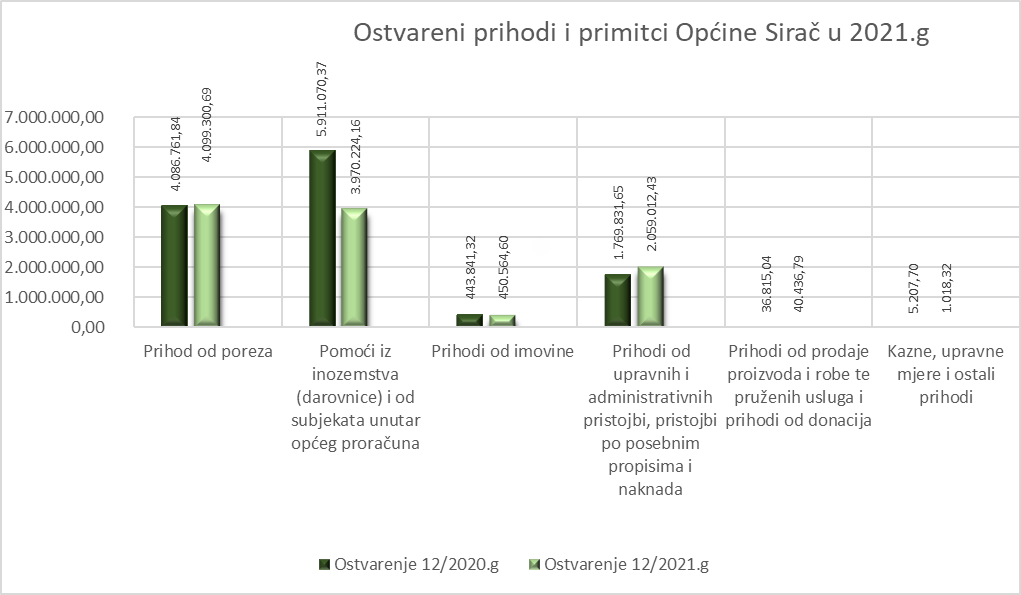 Ostvareni prihodi i primitci Općine Sirač u 2021.g
7.000.000,00
6.000.000,00
5.000.000,00
4.000.000,00
3.000.000,00
2.000.000,00
1.000.000,00
0,00
4.086.761,84
4.099.300,69
5.911.070,37
3.970.224,16
443.841,32
450.564,60
1.769.831,65
2.059.012,43
36.815,04
40.436,79
5.207,70
1.018,32
Prihod od poreza
Pomoći iz
inozemstva
(darovnice) i od
subjekata unutar
općeg proračuna
Prihodi od imovine
Prihodi od
upravnih i
administrativnih
pristojbi, pristojbi
po posebnim
propisima i
naknada
Prihodi od prodaje
proizvoda i robe te
pruženih usluga i
prihodi od donacija
Kazne, upravne
mjere i ostali
prihodi
Ostvarenje 12/2020.g
Ostvarenje 12/2021.g